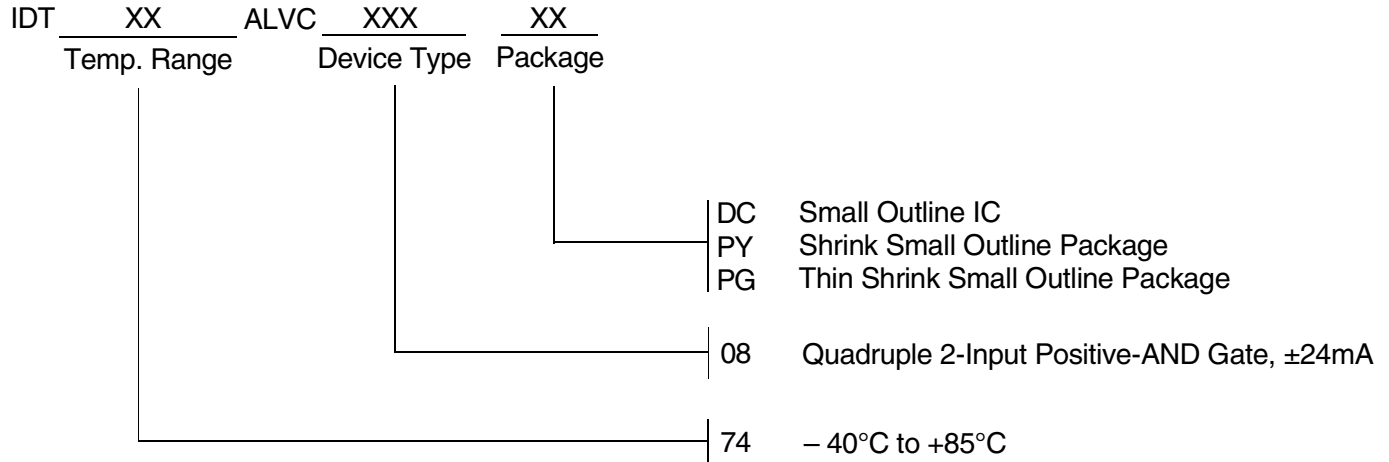 IDT XX ALVC XXX XX
Temp. Range Device Type Package
DC Small Outline IC
PY Shrink Small Outline Package
PG Thin Shrink Small Outline Package
08 Quadruple 2-Input Positive-AND Gate, ±24mA
74 – 40°C to +85°C